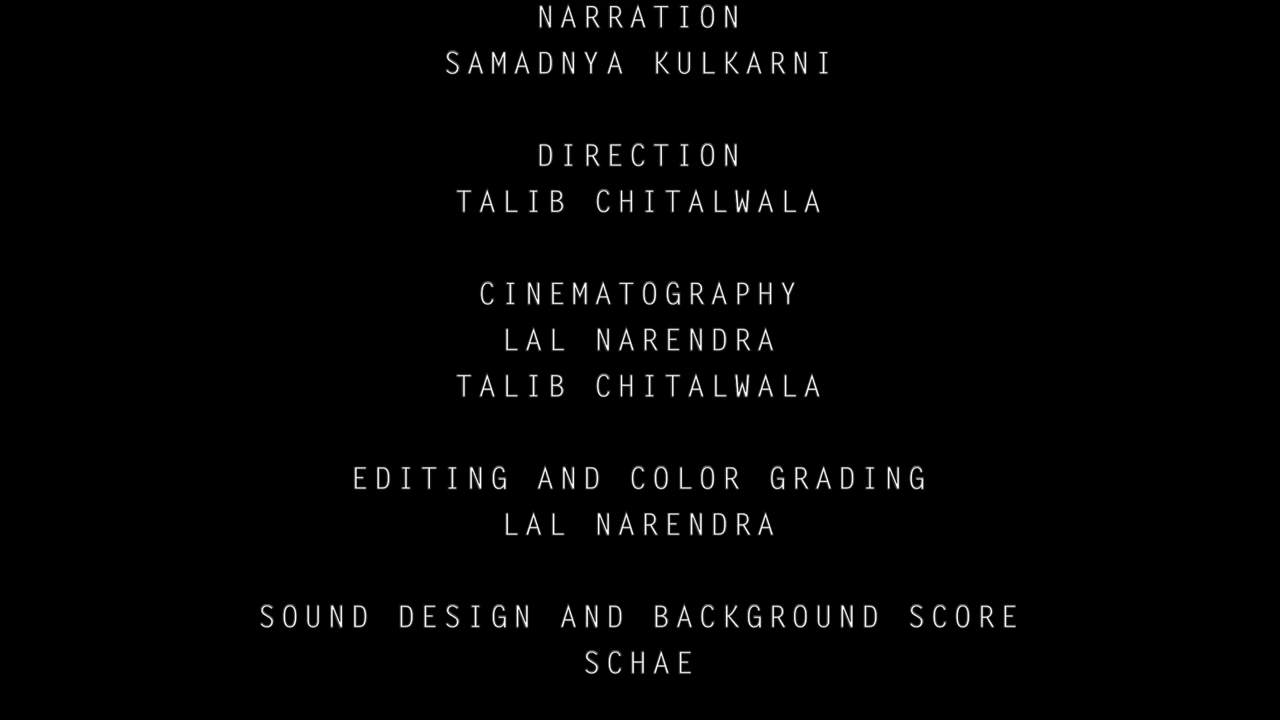 NARRATION
SAMADNYA KULKARNI
DIRECTION
TALIB CHITALWALA
CINEMATOGRAPHY
LAL NARENDRA
TALIB CHITALWALA
EDITING AND COLOR GRADING
LAL NARENDRA
SOUND DESIGN AND BACKGROUND SCORE
SCHAE